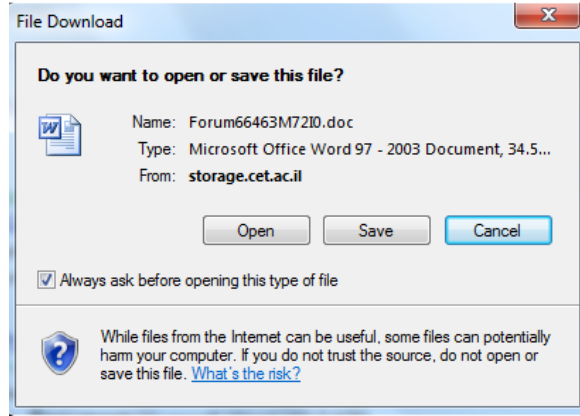 File Download
Do you want to open or save this file?
Name: Forum66463M72I0.doc
Type: Microsoft Office Word 97 - 2003 Document, 34.5...
From: storage.cet.ac.il
Open Save Cancel
Always ask before opening this type of file
While files from the Internet can be useful, some files can potentially
harm your computer. If you do not trust the source, do not open or
save this file. What's the risk?